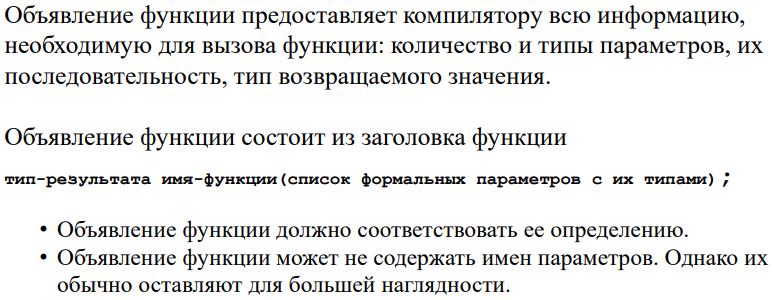 Объявление функции предоставляет компилятору всю информацию,
необходимую для вызова функции: количество и типы параметров, их
последовательность, тип возвращаемого значения.
Объявление функции состоит из заголовка функции
тип-результата имя-функции(список формальных параметров с их типами);
• Объявление функции должно соответствовать ее определению.
• Объявление функции может не содержать имен параметров. Однако их
обычно оставляют для большей наглядности.